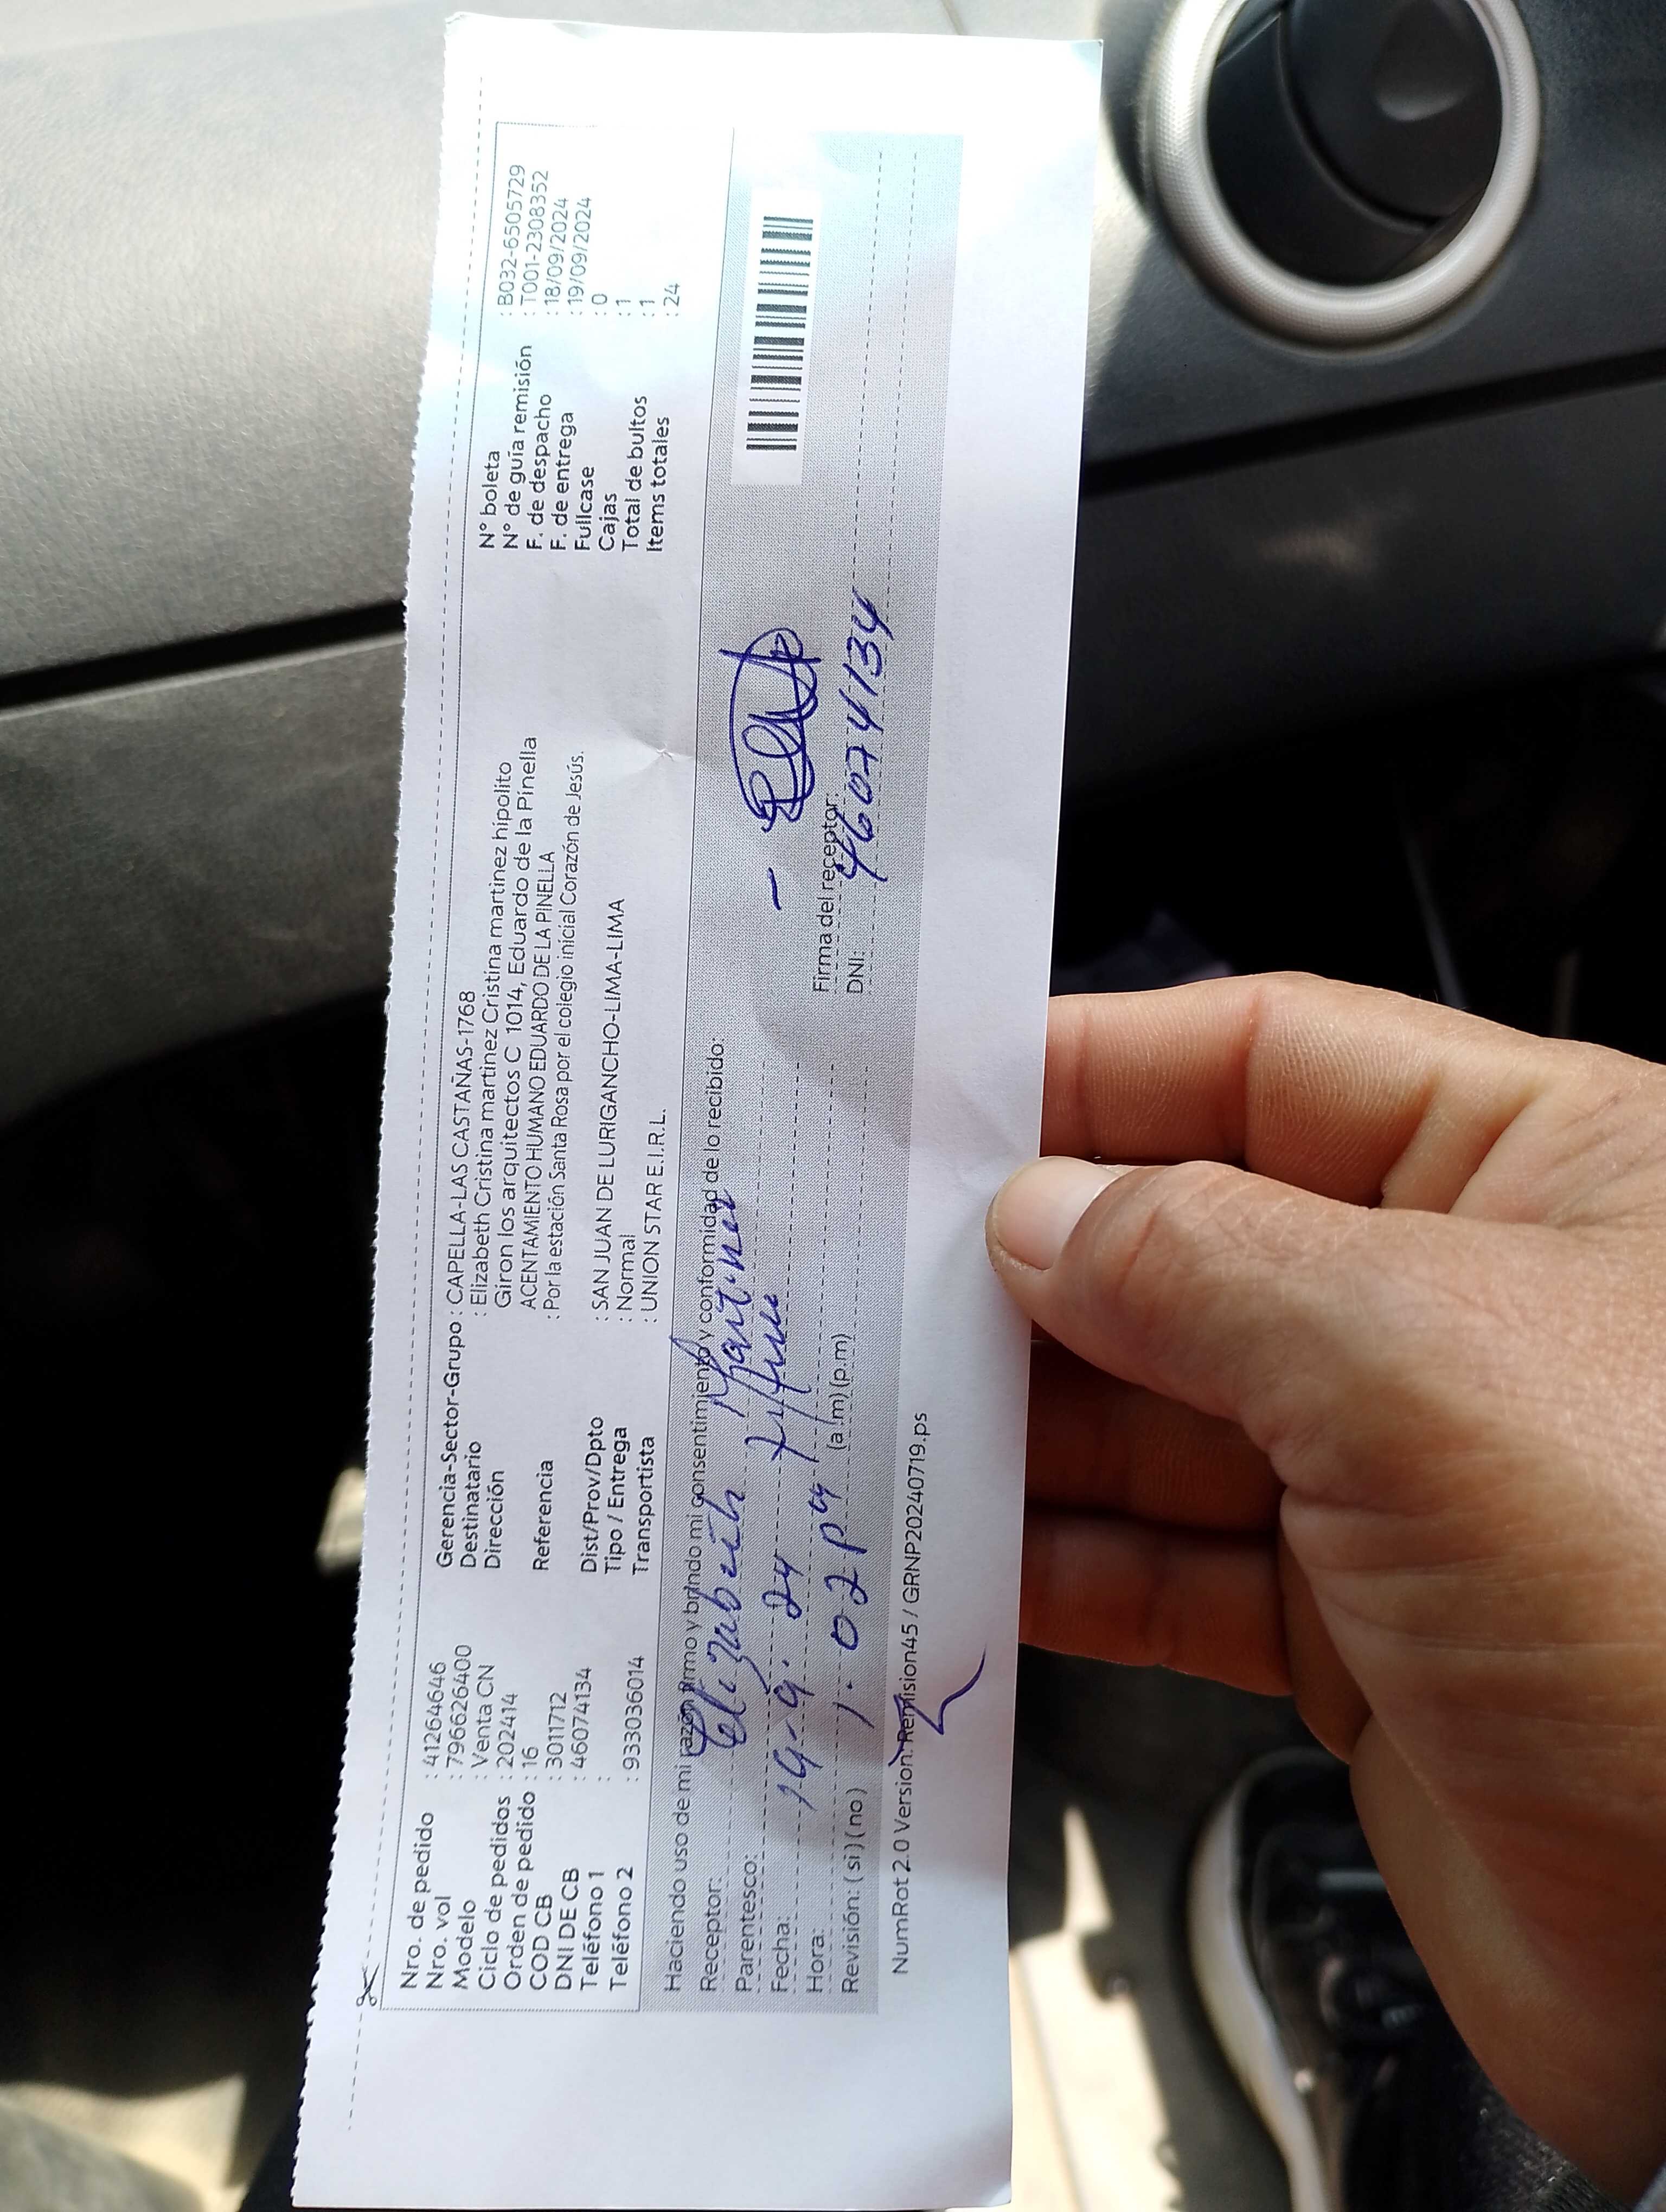 Nro. de pedido : 41264646
Nro. vol : 796626400
Modelo : Venta CN
Ciclo de pedidos : 202414
Orden de pedido : 16
COD CB : 3011712
DNI DE CB : 46074134
Teléfono 1 :
Teléfono 2 : 933036014
Gerencia-Sector-Grupo : CAPELLA-LAS CASTAÑAS-1768
Destinatario : Elizabeth Cristina martinez Cristina martinez hipolito
Dirección Giron los arquitectos C 1014, Eduardo de la Pinella
ACENTAMIENTO HUMANO EDUARDO DE LA PINELLA
Referencia : Por la estación Santa Rosa por el colegio inicial Corazón de Jesús.
Dist/Prov/Dpto : SAN JUAN DE LURIGANCHO-LIMA-LIMA
Tipo / Entrega : Normal
Transportista : UNION STAR E.I.R.L.
N° boleta : B032-6505729
N° de guía remisión : T001-2308352
F. de despacho : 18/09/2024
F. de entrega : 19/09/2024
Fullcase : 0
Cajas : 1
Total de bultos : 1
Items totales : 24
Haciendo uso de mi razón firmo y brindo mi consentimiento y conformidad de lo recibido:
Receptor: Elizabeth Martinez
Parentesco:
Fecha: 19-9. 24
Hora: 1.02 pm (a.m) (p.m)
Revisión: ( si ) ( no )
Firma del receptor:
DNI: 46074134
NumRot 2.0 Version: Remision45 / GRNP20240719.ps